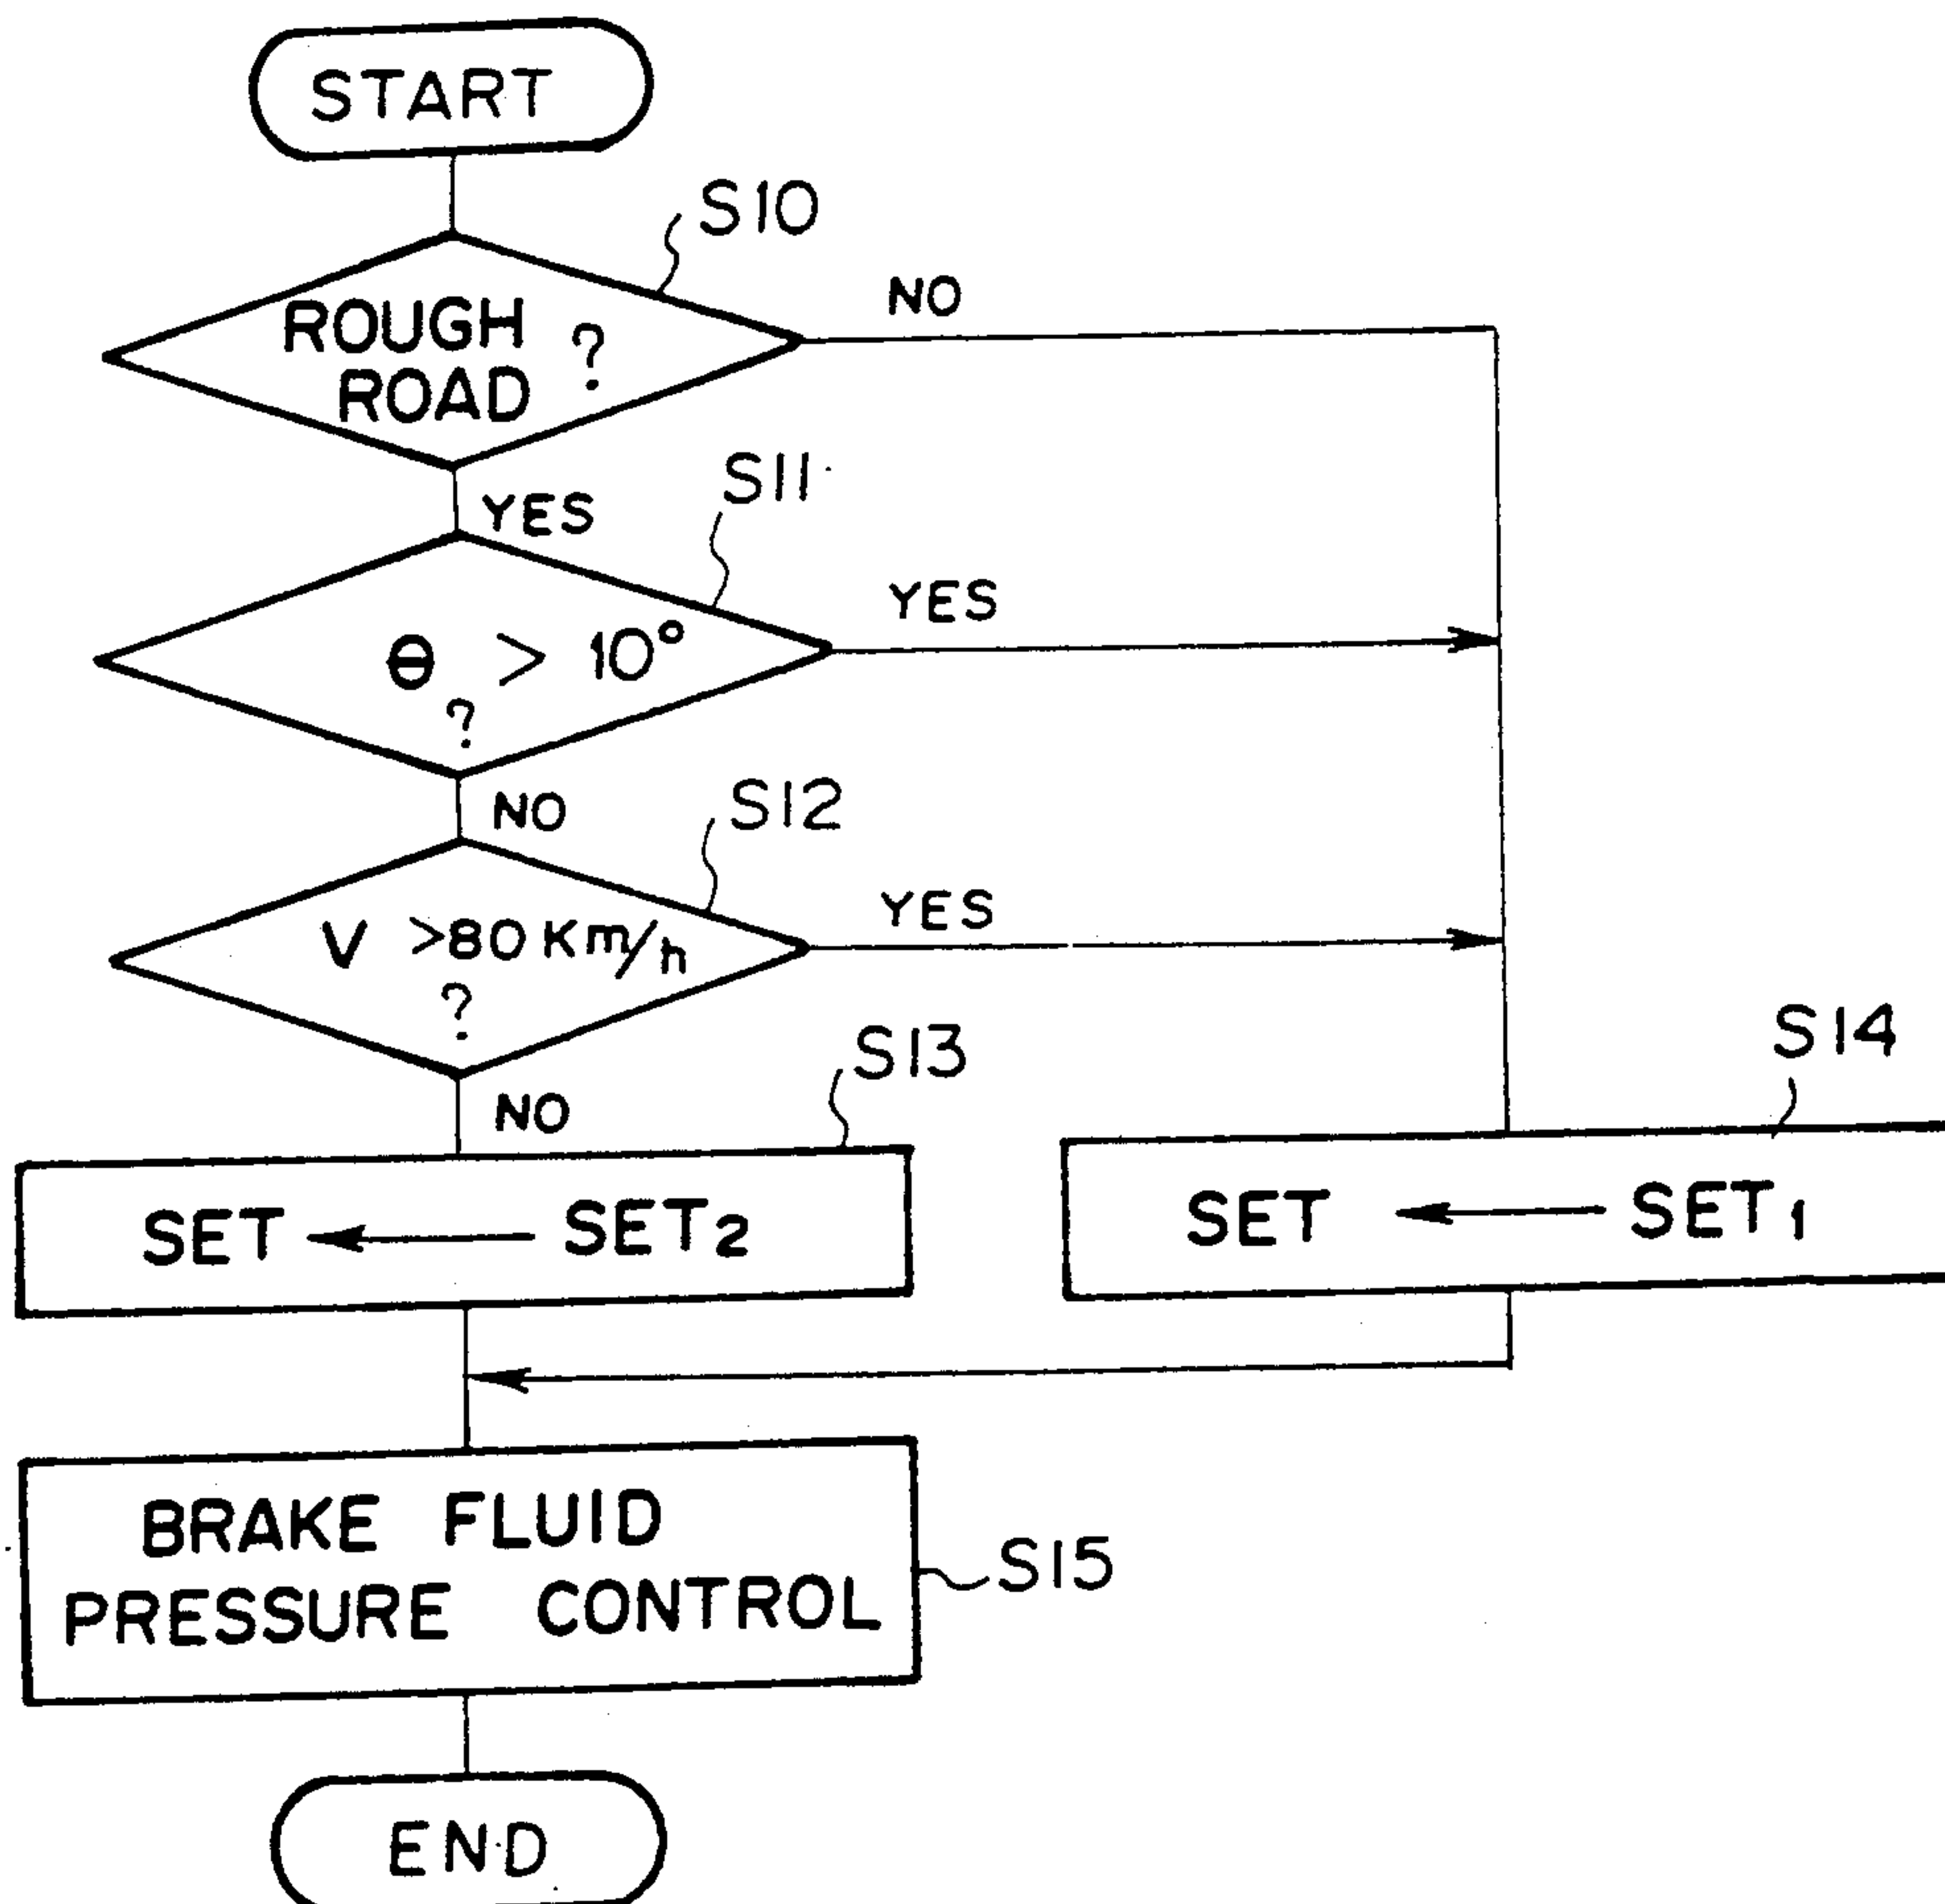 START
S10
NO
ROUGH
ROAD ?
S11
YES
YES
θ > 10°
?
NO
S12
YES
V >80 Km/h
?
S13
S14
NO
SET ← SET2
SET ← SET1
BRAKE FLUID
PRESSURE CONTROL
S15
END